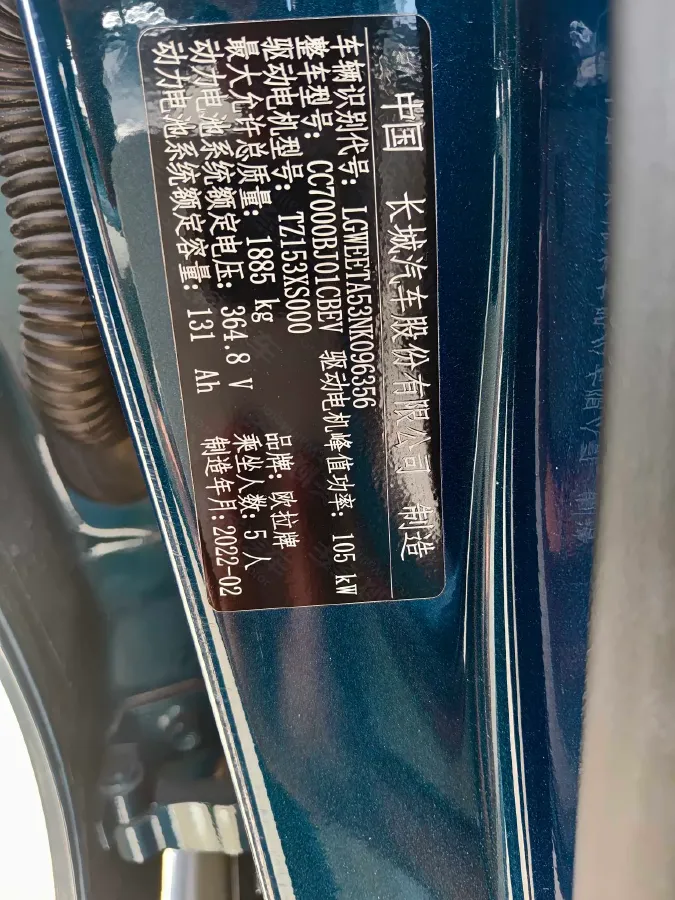 中国 长城汽车股份有限公司 制造
车辆识别代号: LGWEETA53NK096356
整车型号: CC7000BJ01CBEV 驱动电机峰值功率: 105 kW
驱动电机型号: TZ153XS000
最大允许总质量: 1885 kg 品牌: 欧拉牌
动力电池系统额定电压: 364.8 V 乘坐人数: 5 人
动力电池系统额定容量: 131 Ah 制造年月: 2022-02